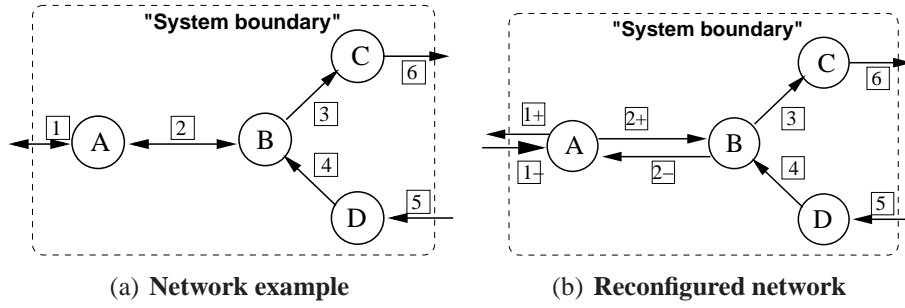 "System boundary"
C
6
3
1
A
2
B
4
D
5
(a) Network example
"System boundary"
C
6
3
1+
A
2+
B
1−
2−
4
D
5
(b) Reconfigured network